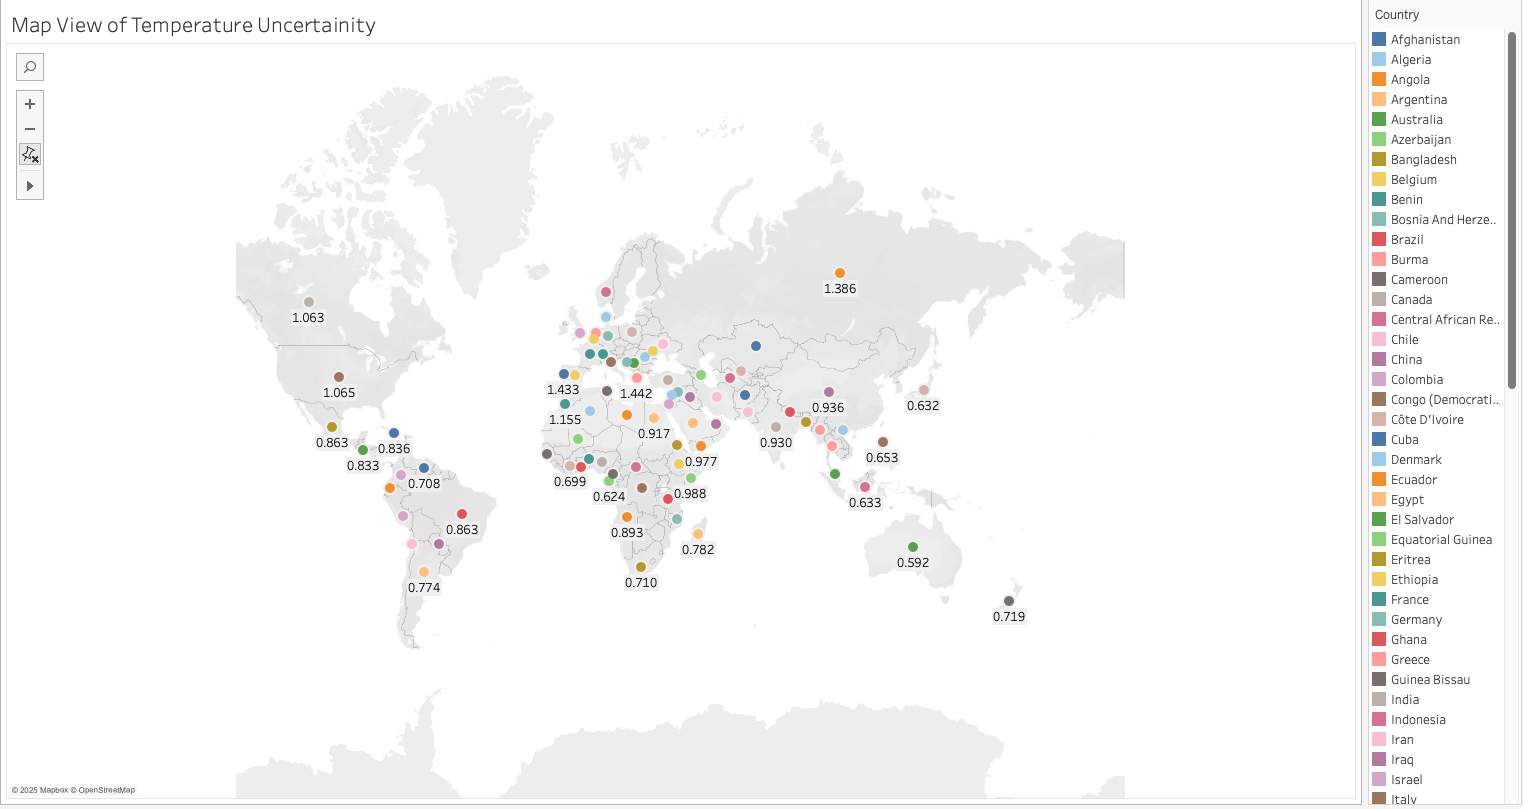 Map View of Temperature Uncertainity
1.386
1.063
1.065
1.433
1.442
1.155
0.936
0.632
0.863
0.836
0.917
0.930
0.833
0.977
0.653
0.708
0.699
0.624
0.988
0.633
0.863
0.893
0.782
0.592
0.774
0.710
0.719
© 2025 Mapbox © OpenStreetMap
Country
Afghanistan
Algeria
Angola
Argentina
Australia
Azerbaijan
Bangladesh
Belgium
Benin
Bosnia And Herze..
Brazil
Burma
Cameroon
Canada
Central African Re..
Chile
China
Colombia
Congo (Democrati..
Côte D'Ivoire
Cuba
Denmark
Ecuador
Egypt
El Salvador
Equatorial Guinea
Eritrea
Ethiopia
France
Germany
Ghana
Greece
Guinea Bissau
India
Indonesia
Iran
Iraq
Israel
Italy